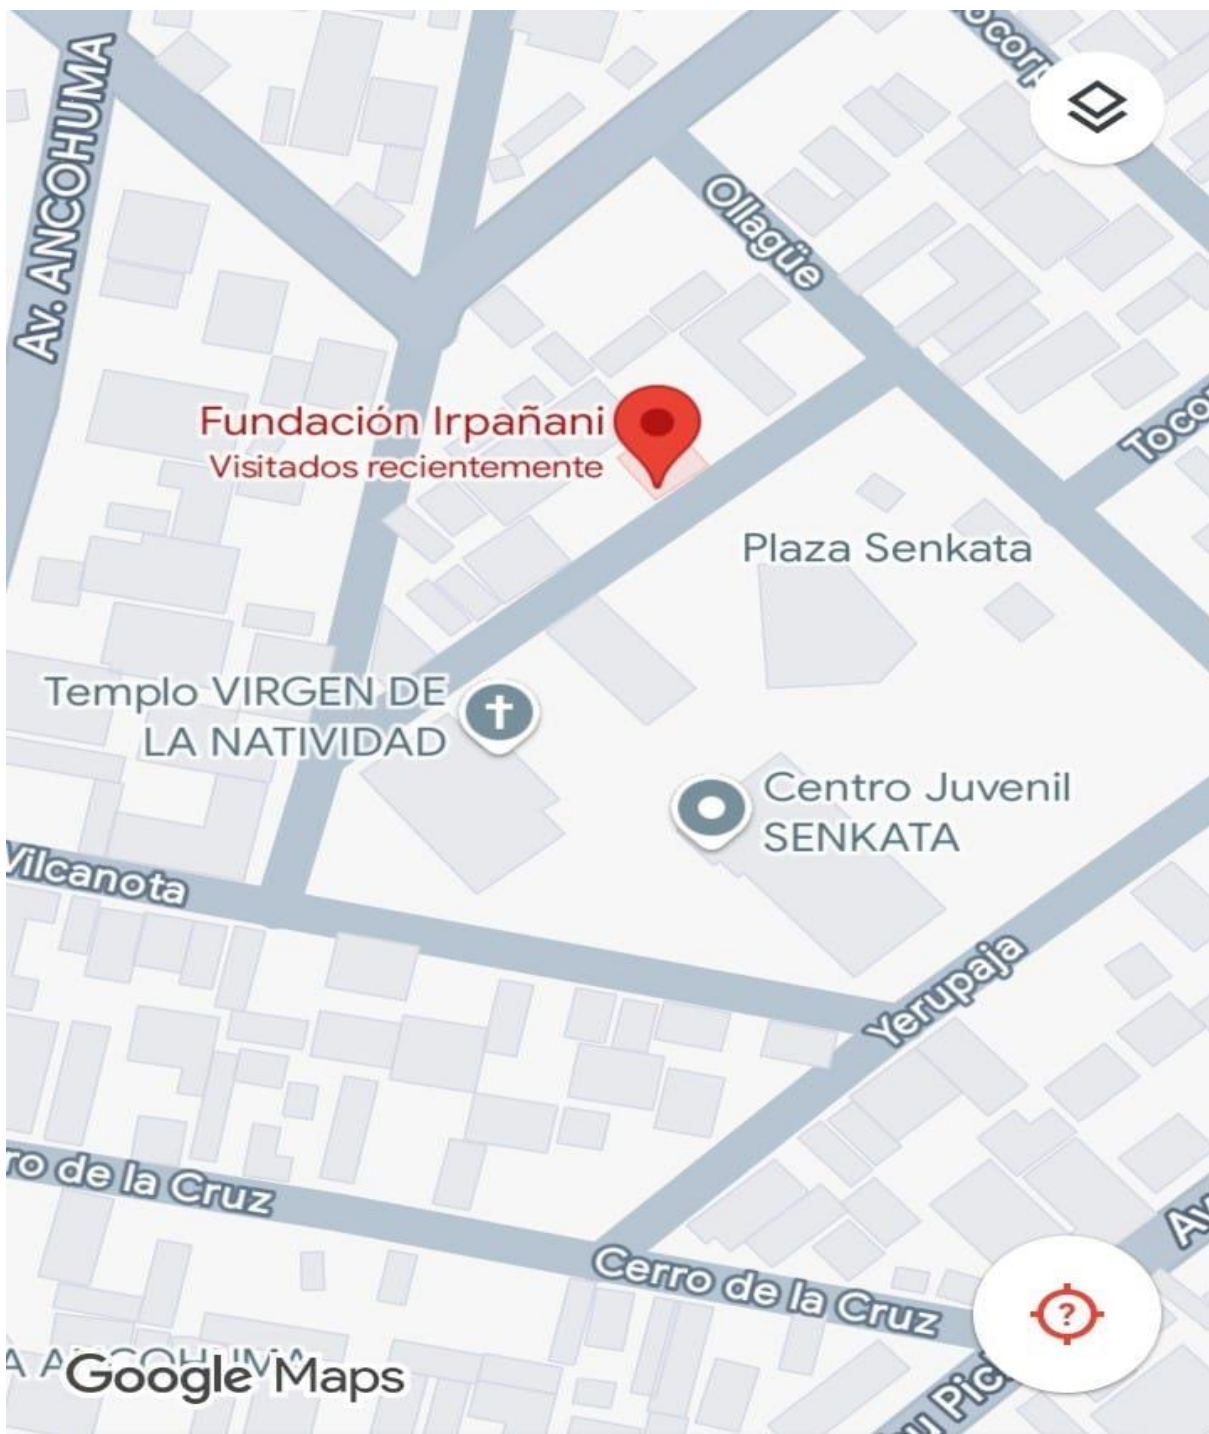 Av. ANCOHUMA
Ollagüe
Fundación Irpañani
Visitados recientemente
Plaza Senkata
Templo VIRGEN DE
LA NATIVIDAD
Centro Juvenil
SENKATA
Vilcanota
Yerupaja
de la Cruz
Cerro de la Cruz
?
Google Maps